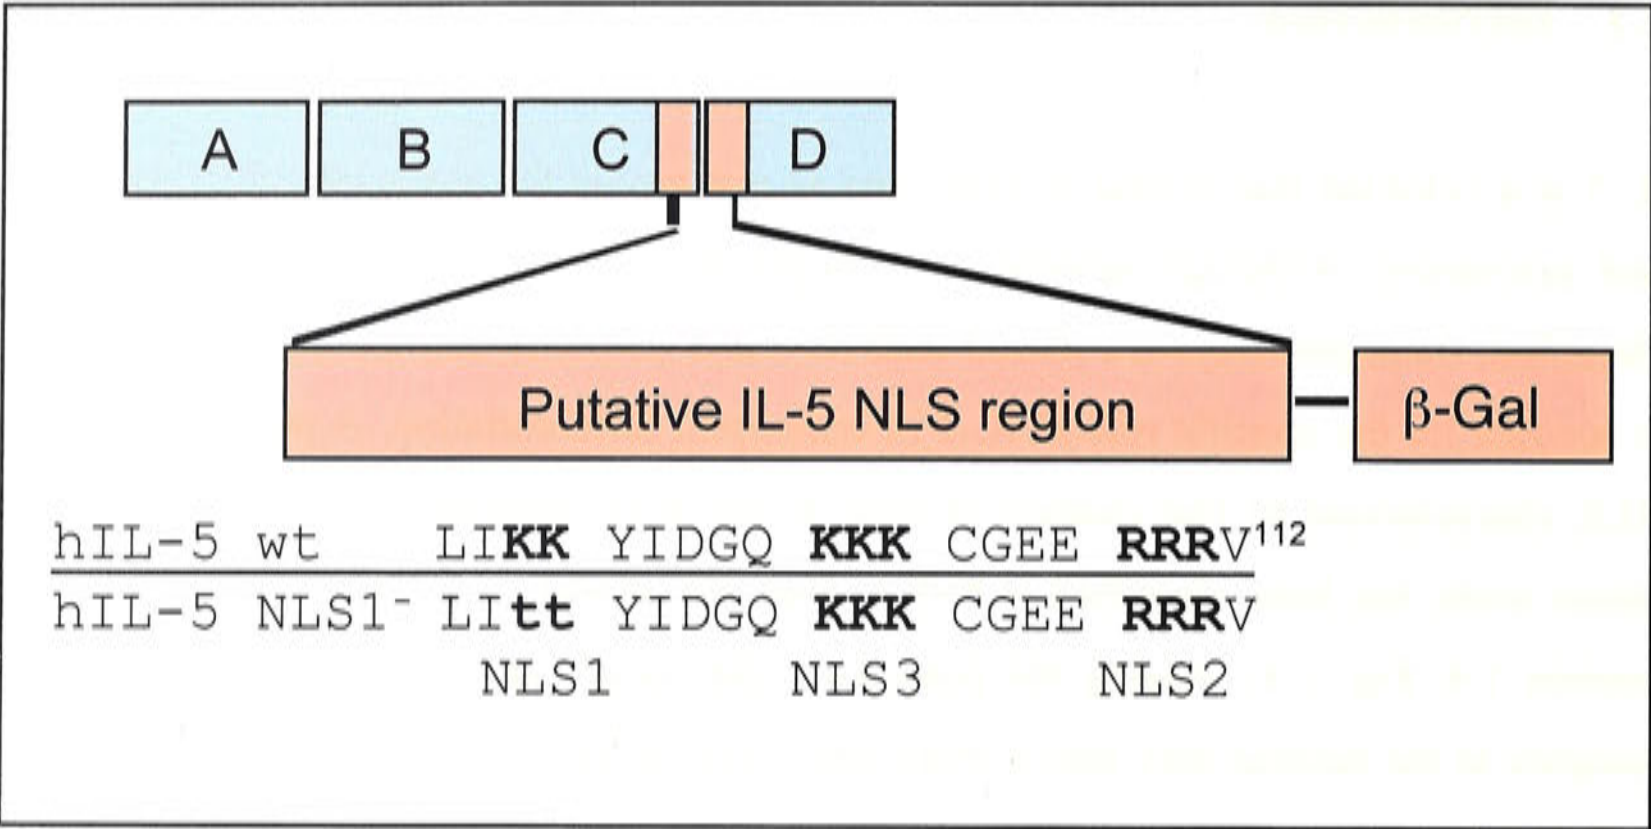 A B C D
Putative IL-5 NLS region β-Gal
hIL-5 wt LIKK YIDGQ KKK CGEE RRRV¹¹²
hIL-5 NLS1⁻ LItt YIDGQ KKK CGEE RRRV
NLS1 NLS3 NLS2